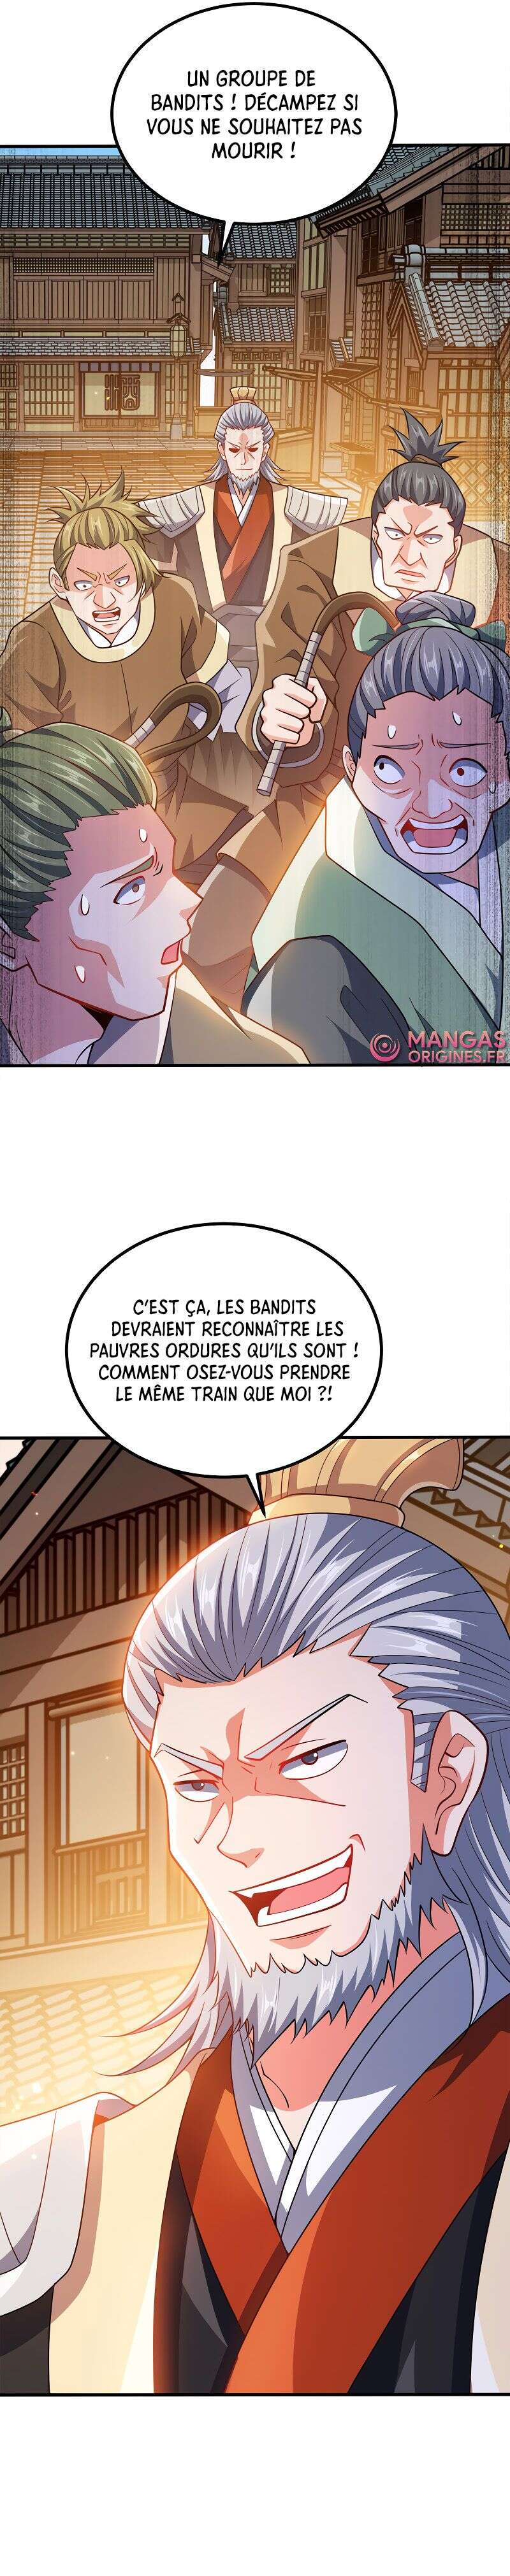 UN GROUPE DE
BANDITS ! DÉCAMPEZ SI
VOUS NE SOUHAITEZ PAS
MOURIR !
MANGAS
ORIGINES.FR
C'EST ÇA, LES BANDITS
DEVRAIENT RECONNAÎTRE LES
PAUVRES ORDURES QU'ILS SONT !
COMMENT OSEZ-VOUS PRENDRE
LE MÊME TRAIN QUE MOI ?!